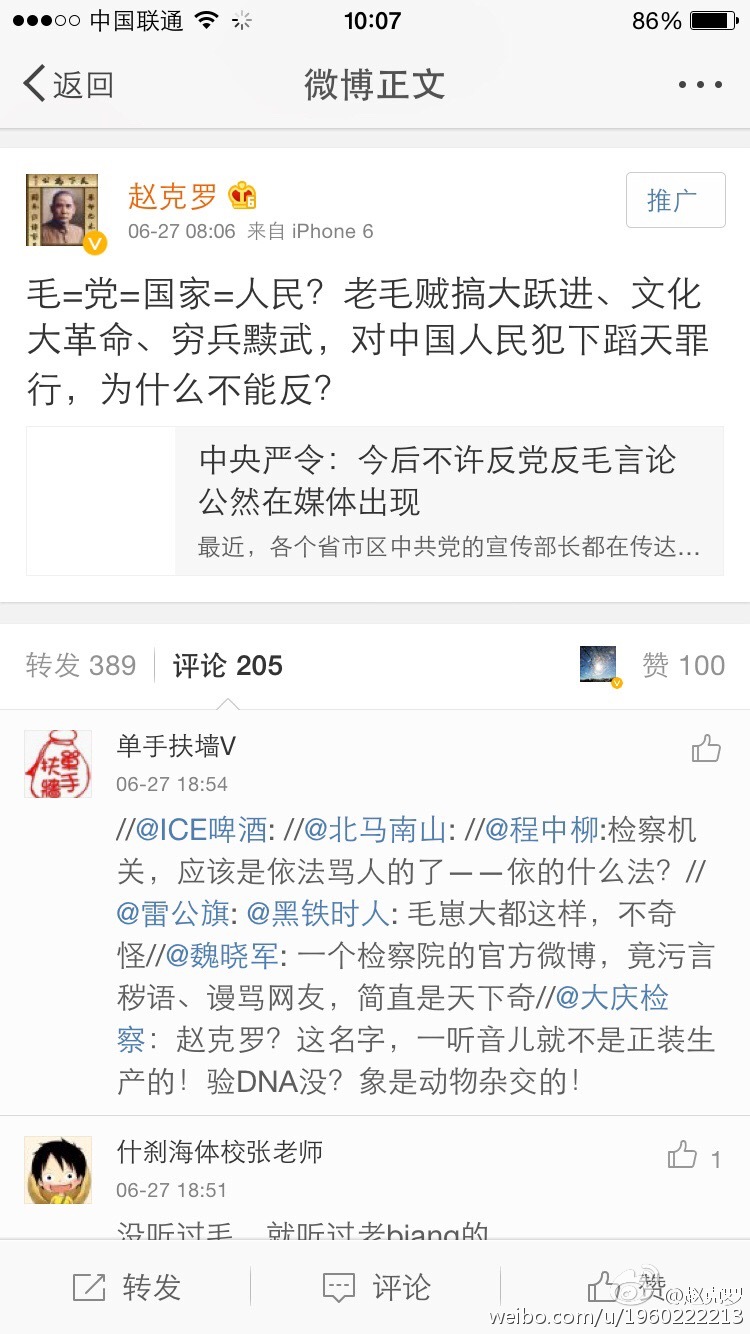 中国联通 10:07 86%
返回 微博正文
赵克罗 推广
06-27 08:06 来自 iPhone 6
毛=党=国家=人民？老毛贼搞大跃进、文化
大革命、穷兵黩武，对中国人民犯下蹈天罪
行，为什么不能反？
中央严令：今后不许反党反毛言论
公然在媒体出现
最近，各个省市区中共党的宣传部长都在传达...
转发 389 评论 205 赞 100
单手扶墙V
06-27 18:54
//@ICE啤酒: //@北马南山: //@程中柳:检察机
关，应该是依法骂人的了——依的什么法？//
@雷公旗: @黑铁时人: 毛崽大都这样，不奇
怪//@魏晓军: 一个检察院的官方微博，竟污言
秽语、谩骂网友，简直是天下奇//@大庆检
察：赵克罗？这名字，一听音儿就不是正装生
产的！验DNA没？象是动物杂交的！
什刹海体校张老师
06-27 18:51 1
没听过毛，就听过老biang的
转发 评论 赞
@赵克罗
weibo.com/u/1960222213